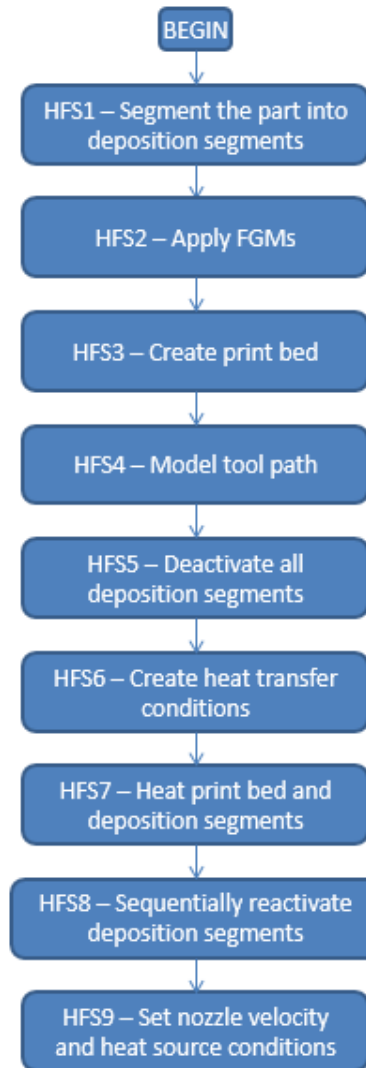 BEGIN
HFS1 – Segment the part into
deposition segments
HFS2 – Apply FGMs
HFS3 – Create print bed
HFS4 – Model tool path
HFS5 – Deactivate all
deposition segments
HFS6 – Create heat transfer
conditions
HFS7 – Heat print bed and
deposition segments
HFS8 – Sequentially reactivate
deposition segments
HFS9 – Set nozzle velocity
and heat source conditions